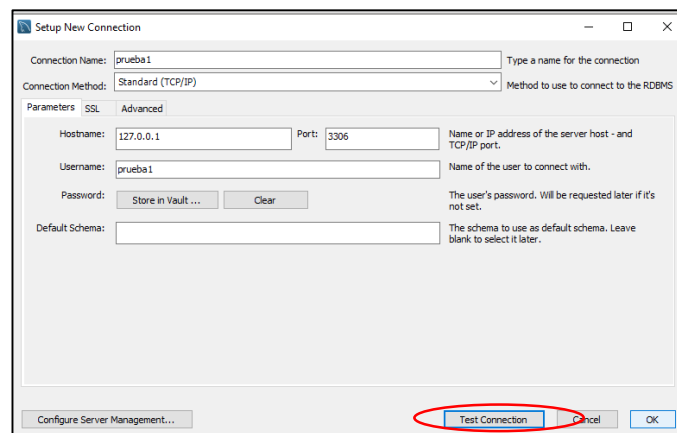 Setup New Connection
Connection Name: prueba1 Type a name for the connection
Connection Method: Standard (TCP/IP) Method to use to connect to the RDBMS
Parameters SSL Advanced
Hostname: 127.0.0.1 Port: 3306 Name or IP address of the server host - and
TCP/IP port.
Username: prueba1 Name of the user to connect with.
Password: Store in Vault ... Clear The user's password. Will be requested later if it's
not set.
Default Schema: The schema to use as default schema. Leave
blank to select it later.
Configure Server Management... Test Connection Cancel OK